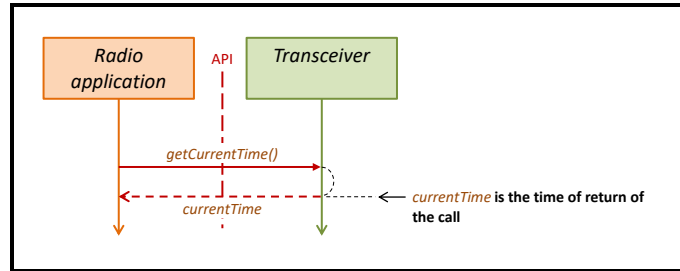 Radio
application
API
Transceiver
getCurrentTime()
currentTime
currentTime is the time of return of
the call